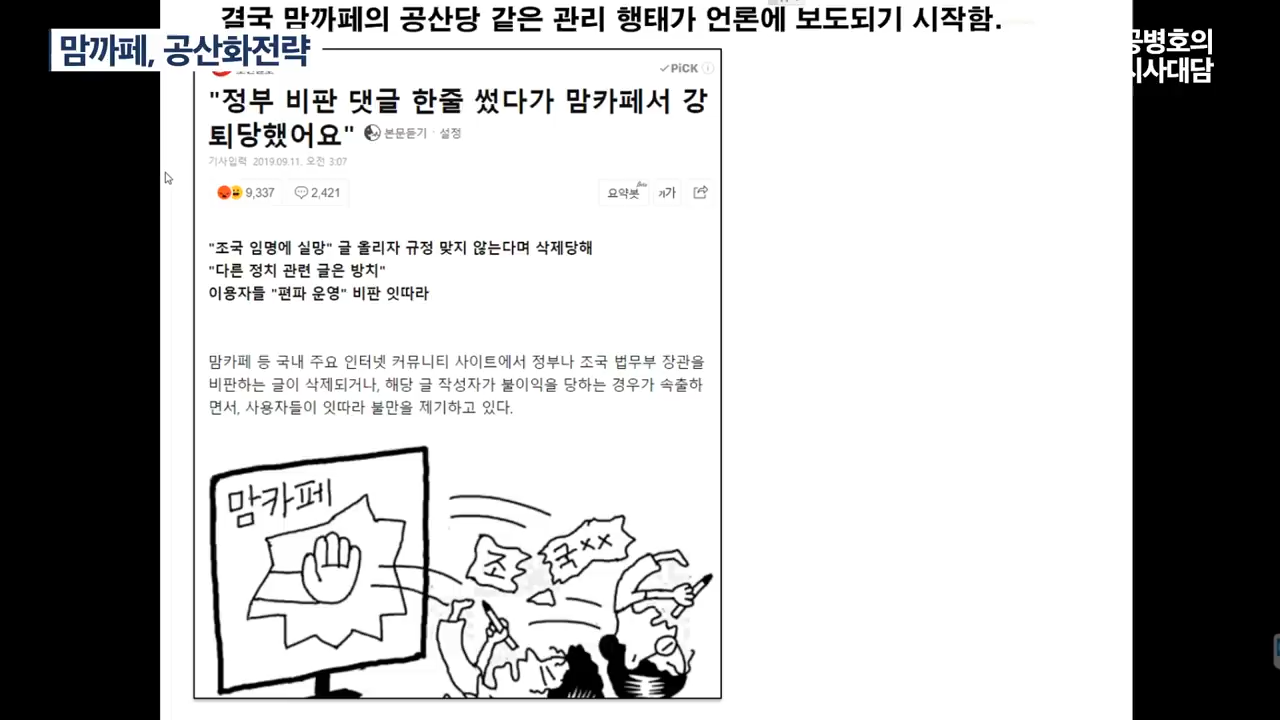 결국 맘까페의 공산당 같은 관리 행태가 언론에 보도되기 시작함.
맘까페, 공산화전략
공병호의
시사대담
PiCK
"정부 비판 댓글 한줄 썼다가 맘카페서 강
퇴당했어요" 본문듣기 · 설정
기사입력 2019.09.11. 오전 3:07
9,337 2,421 요약봇 beta 가가
"조국 임명에 실망" 글 올리자 규정 맞지 않는다며 삭제당해
"다른 정치 관련 글은 방치"
이용자들 "편파 운영" 비판 잇따라
맘카페 등 국내 주요 인터넷 커뮤니티 사이트에서 정부나 조국 법무부 장관을
비판하는 글이 삭제되거나, 해당 글 작성자가 불이익을 당하는 경우가 속출하
면서, 사용자들이 잇따라 불만을 제기하고 있다.
맘카페
조
국××